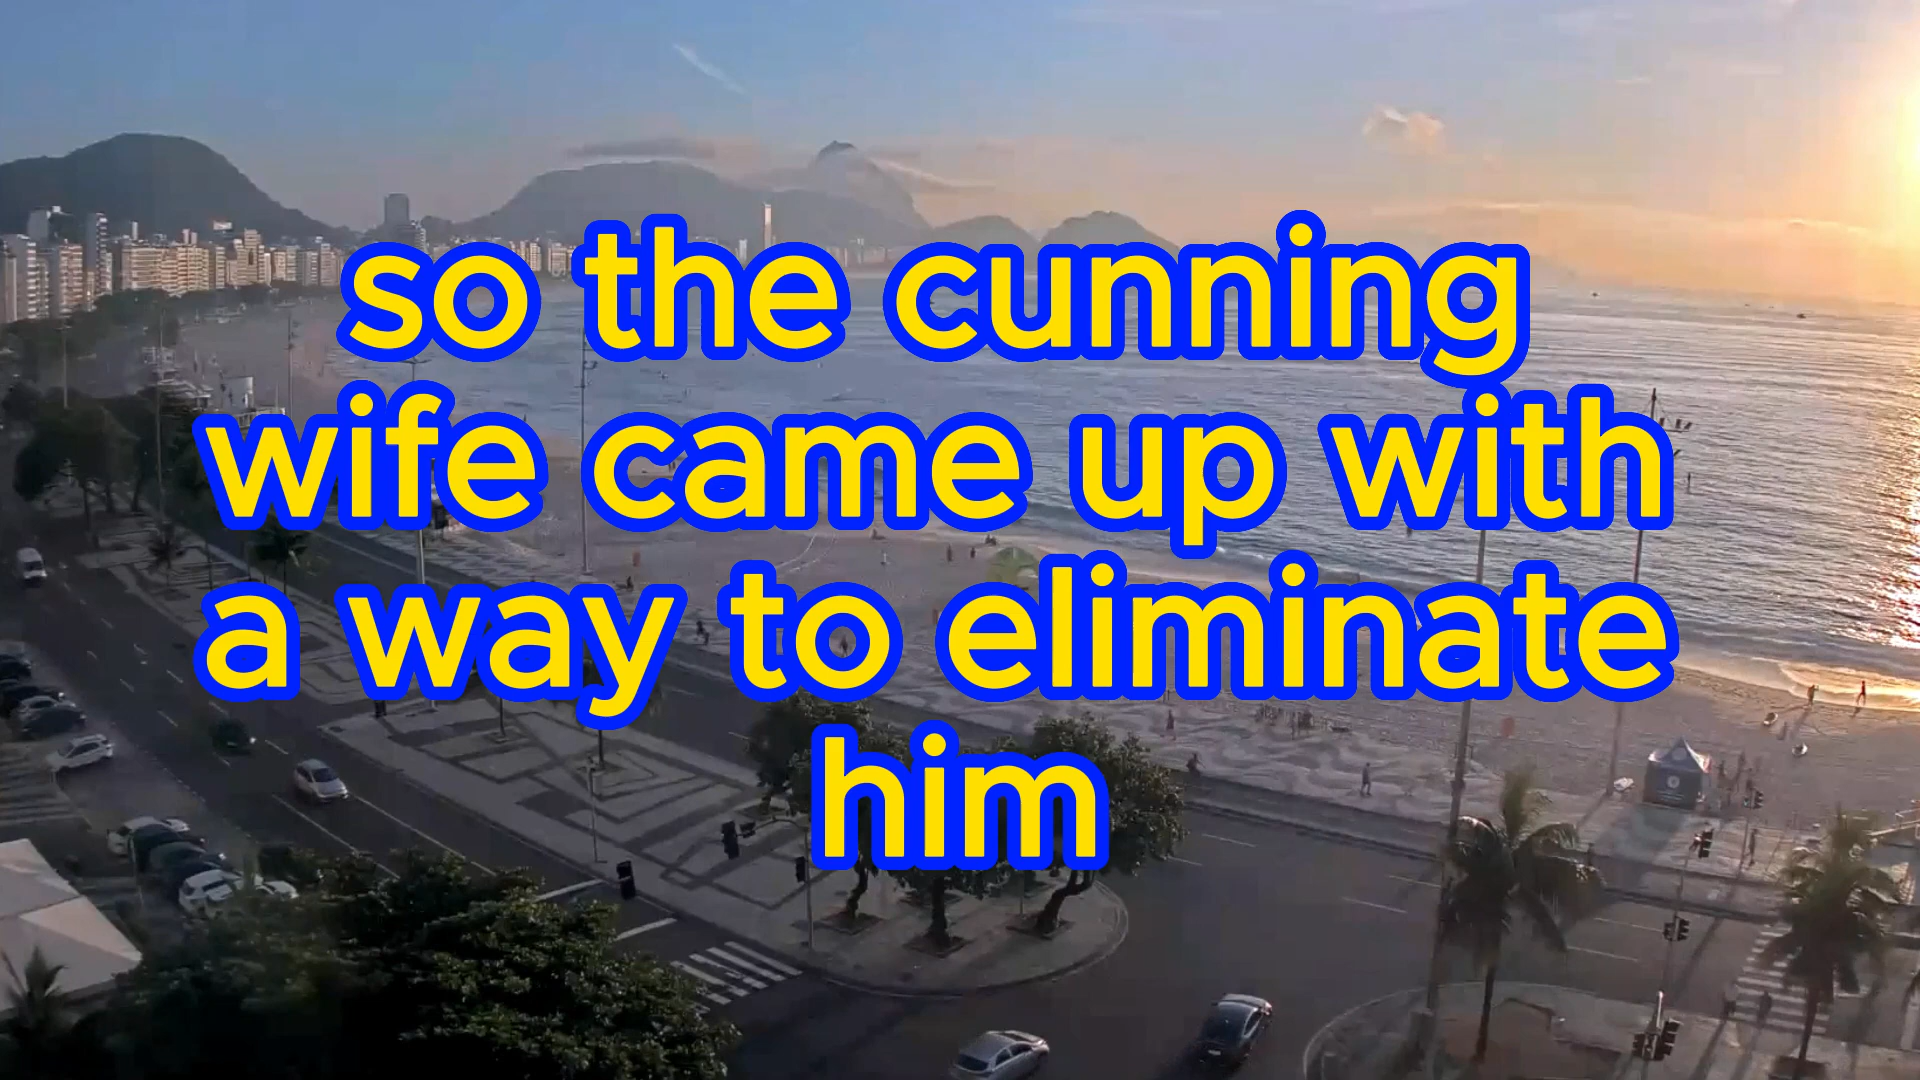 so the cunning
wife came up with
a way to eliminate
him